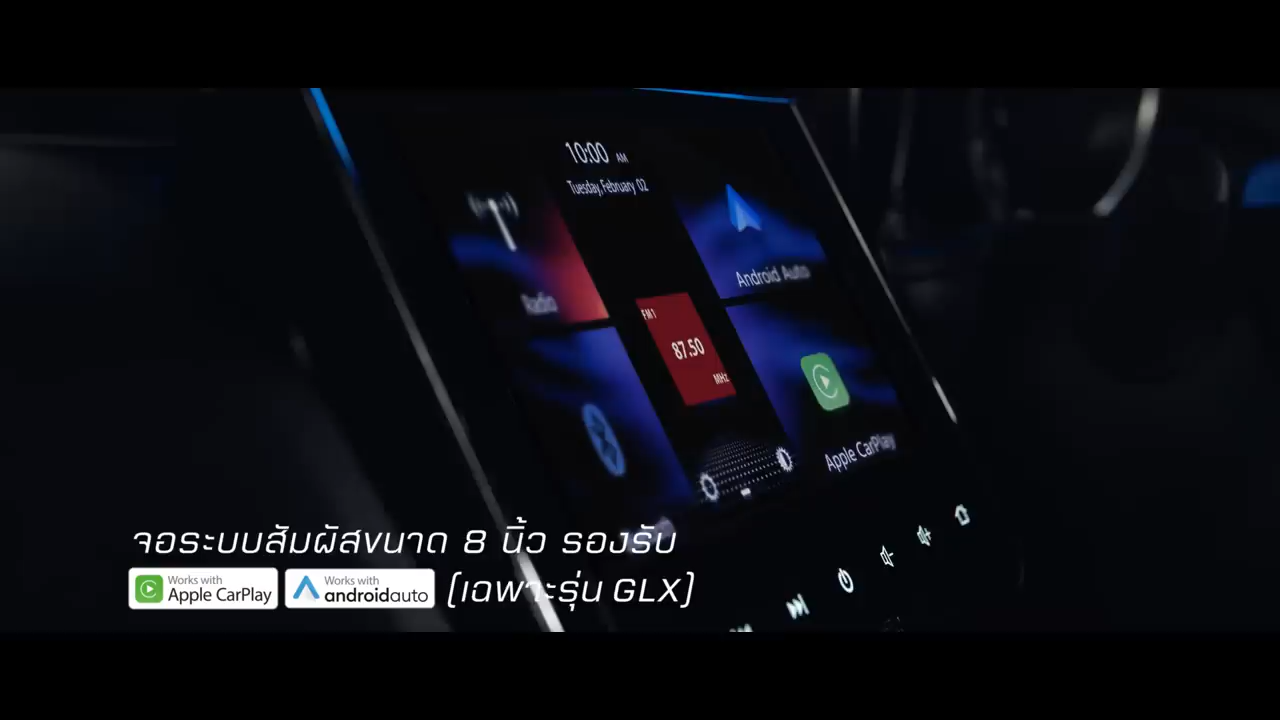 10:00 AM
Tuesday, February 02
Radio
Android Auto
FM1
87.50
MHz
Apple CarPlay
จอระบบสัมผัสขนาด 8 นิ้ว รองรับ
Works with Apple CarPlay Works with androidauto (เฉพาะรุ่น GLX)